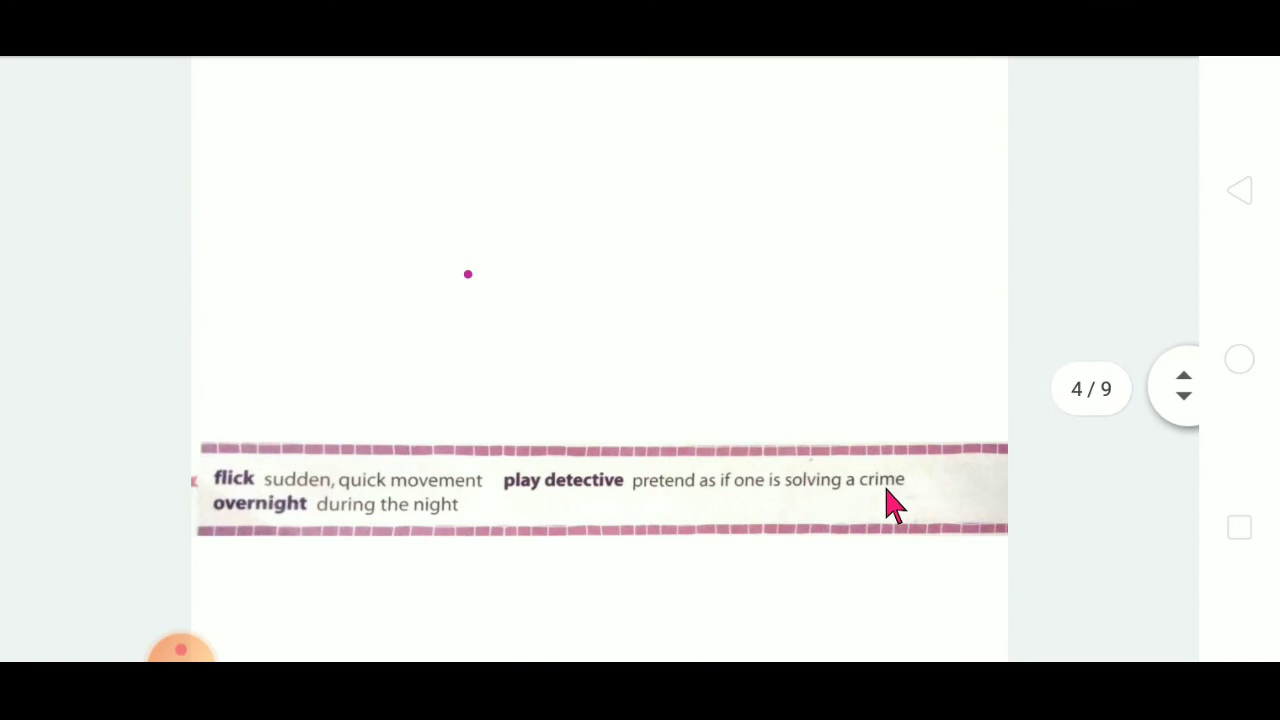 4 / 9
flick sudden, quick movement play detective pretend as if one is solving a crime
overnight during the night